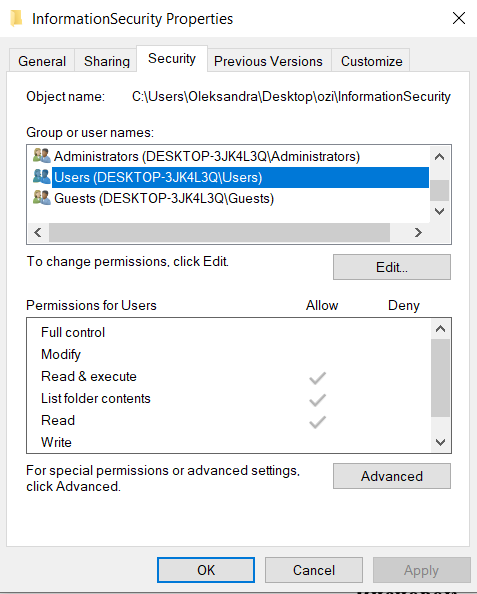 InformationSecurity Properties
General Sharing Security Previous Versions Customize
Object name: C:\Users\Oleksandra\Desktop\ozi\InformationSecurity
Group or user names:
Administrators (DESKTOP-3JK4L3Q\Administrators)
Users (DESKTOP-3JK4L3Q\Users)
Guests (DESKTOP-3JK4L3Q\Guests)
To change permissions, click Edit.
Edit...
Permissions for Users Allow Deny
Full control
Modify
Read & execute
List folder contents
Read
Write
For special permissions or advanced settings,
click Advanced.
Advanced
OK Cancel Apply